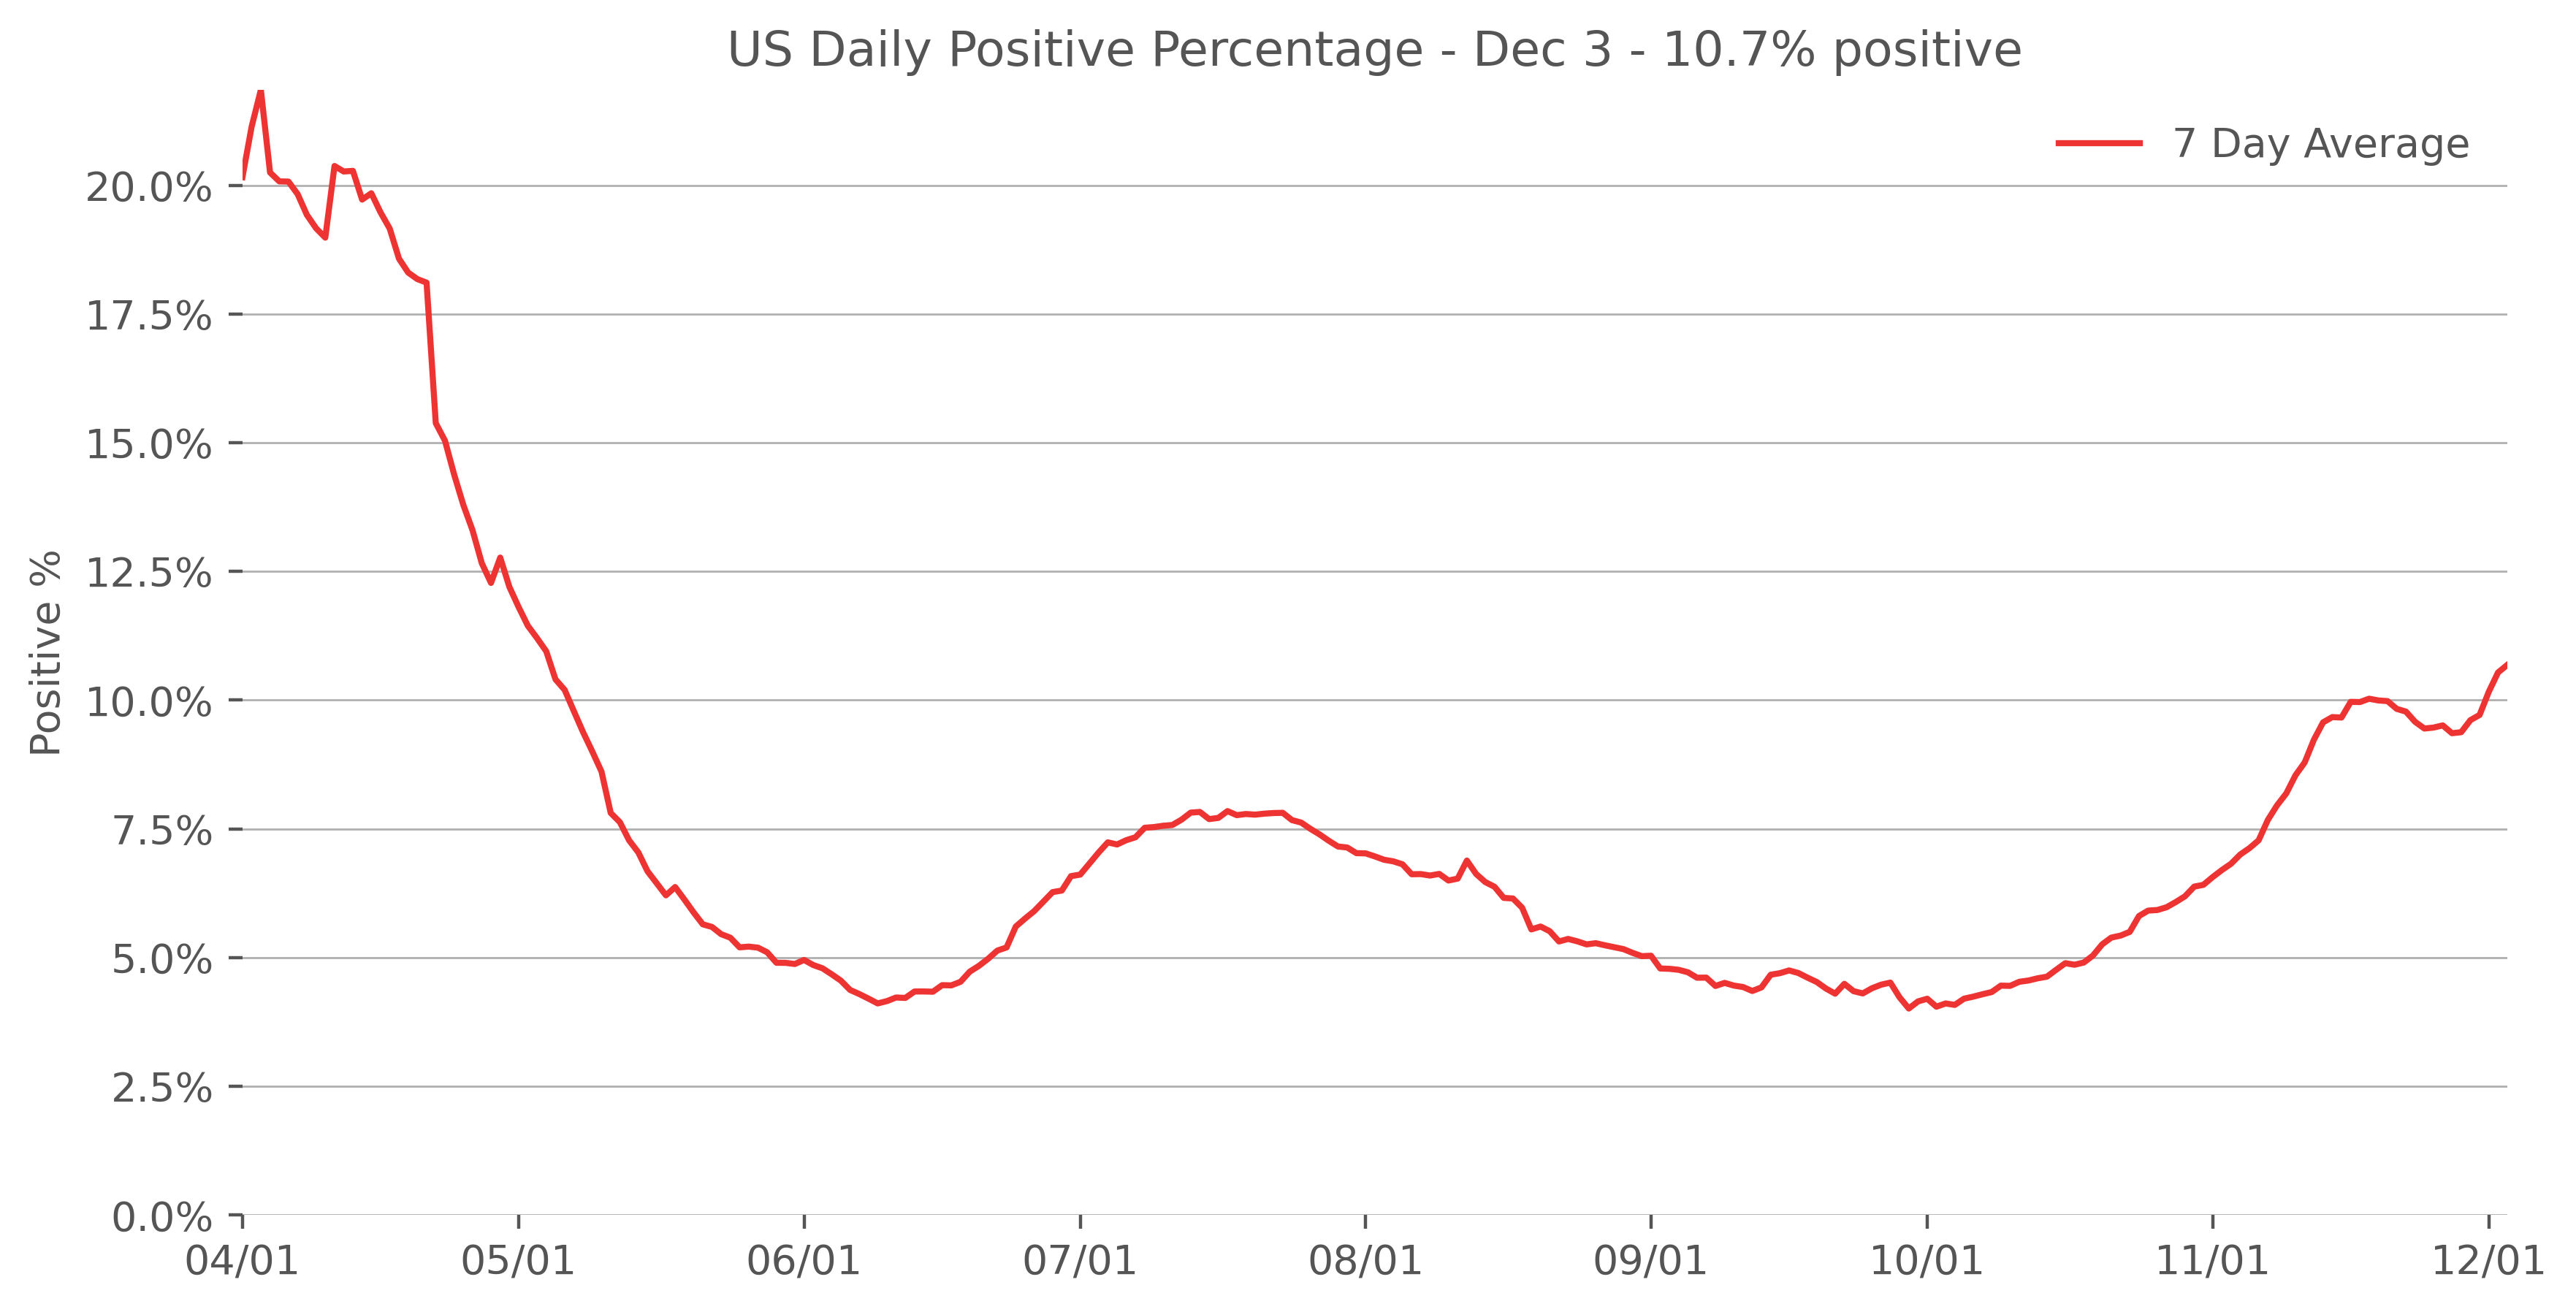 US Daily Positive Percentage - Dec 3 - 10.7% positive
7 Day Average
Positive %
20.0%
17.5%
15.0%
12.5%
10.0%
7.5%
5.0%
2.5%
0.0%
04/01 05/01 06/01 07/01 08/01 09/01 10/01 11/01 12/01